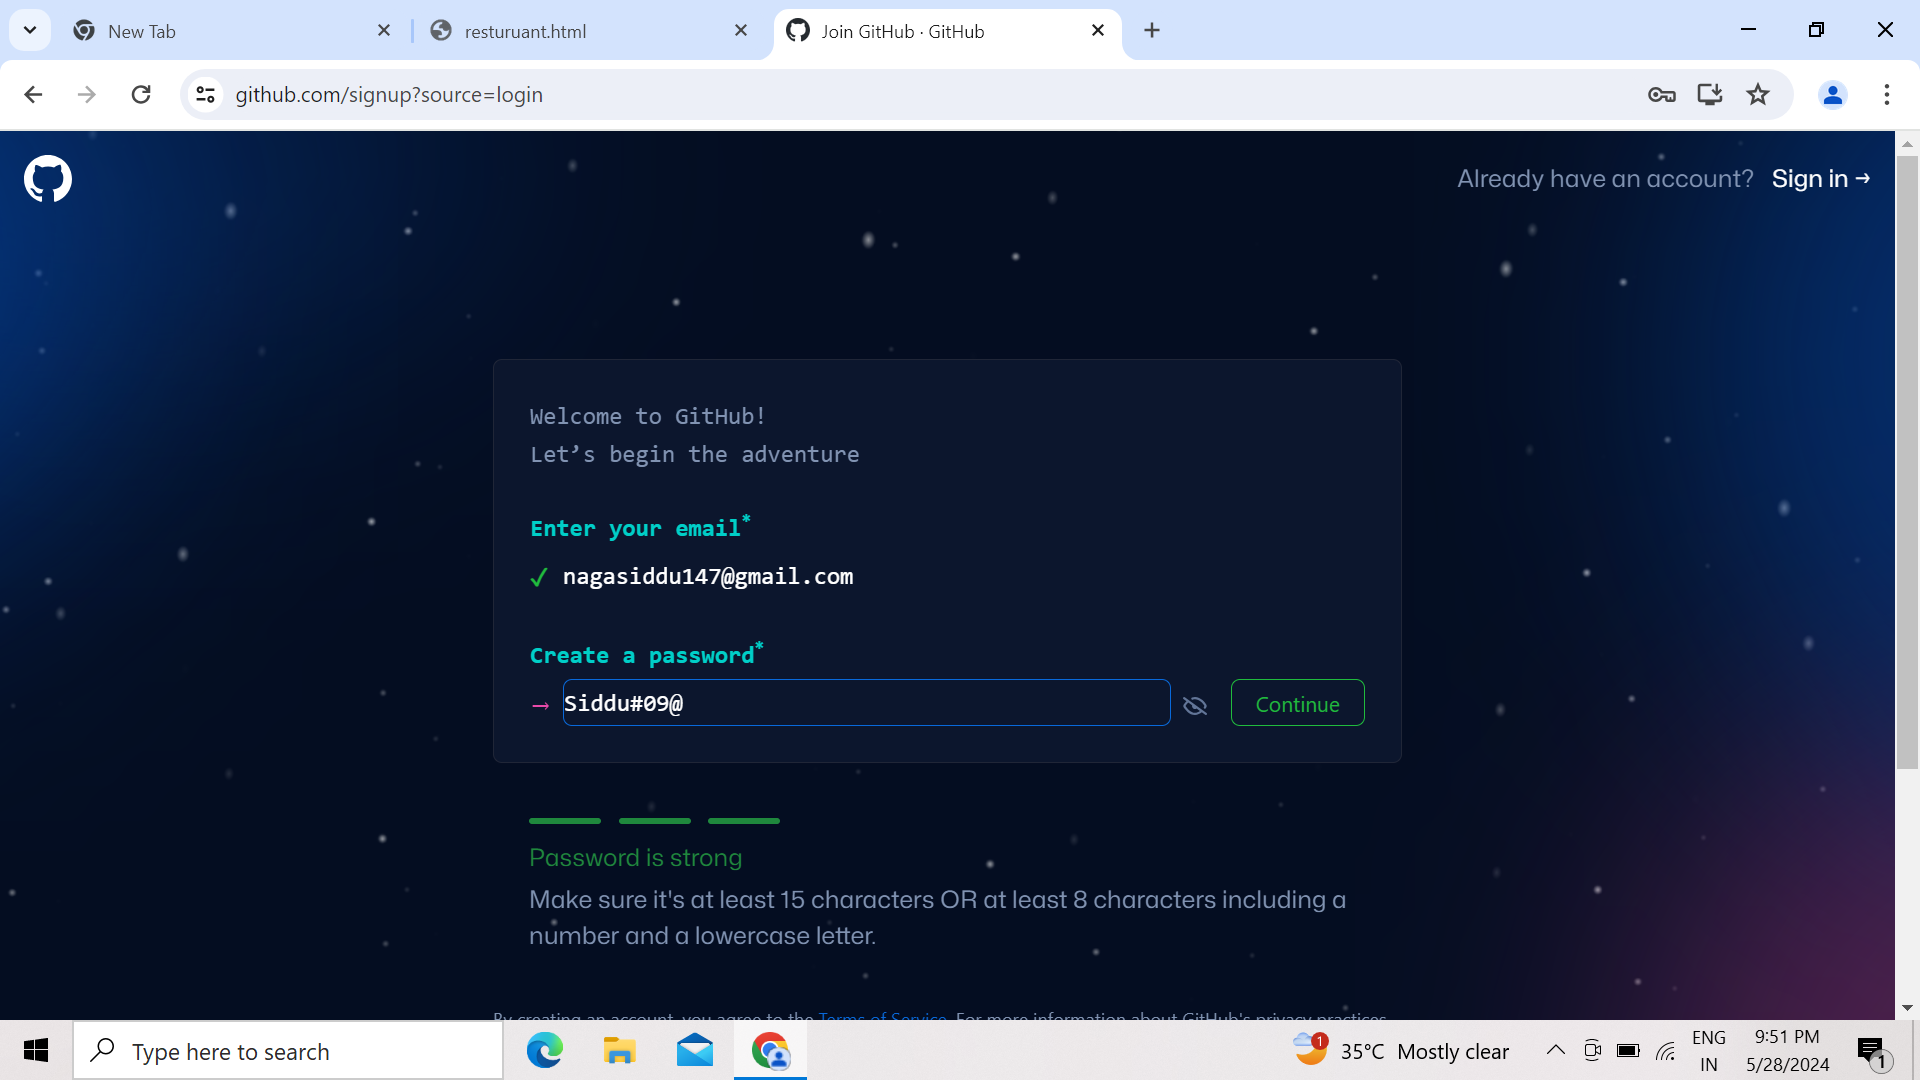 New Tab
resturuant.html
Join GitHub · GitHub
github.com/signup?source=login
Already have an account? Sign in →
Welcome to GitHub!
Let’s begin the adventure
Enter your email*
✓ nagasiddu147@gmail.com
Create a password*
→ Siddu#09@
Continue
Password is strong
Make sure it's at least 15 characters OR at least 8 characters including a
number and a lowercase letter.
By creating an account, you agree to the Terms of Service. For more information about GitHub's privacy practices,
Type here to search
1
35°C Mostly clear
ENG
IN
9:51 PM
5/28/2024
1